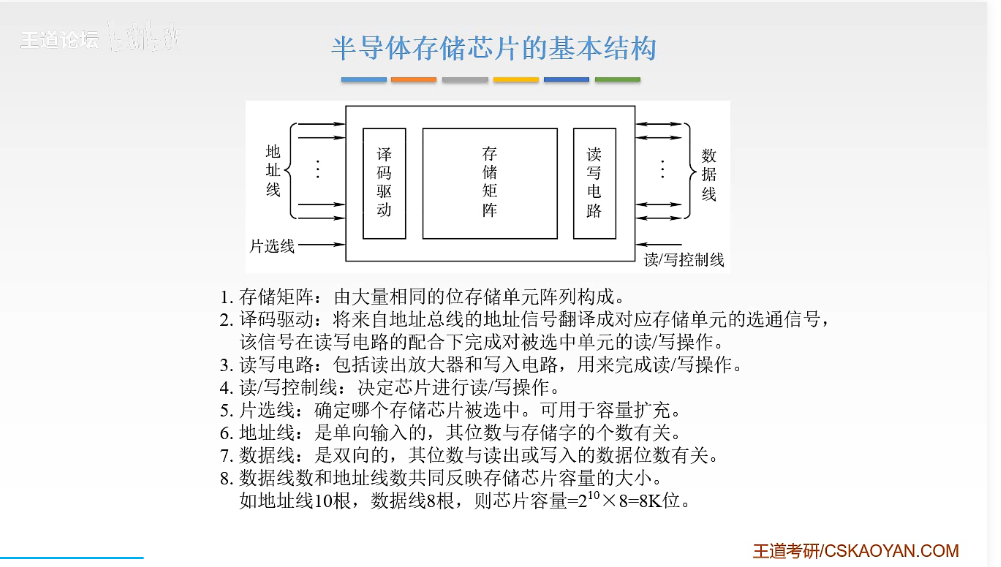 王道论坛
半导体存储芯片的基本结构
地址线
译码驱动
存储矩阵
读写电路
数据线
片选线
读/写控制线
1. 存储矩阵：由大量相同的位存储单元阵列构成。
2. 译码驱动：将来自地址总线的地址信号翻译成对应存储单元的选通信号，
该信号在读写电路的配合下完成对被选中单元的读/写操作。
3. 读写电路：包括读出放大器和写入电路，用来完成读/写操作。
4. 读/写控制线：决定芯片进行读/写操作。
5. 片选线：确定哪个存储芯片被选中。可用于容量扩充。
6. 地址线：是单向输入的，其位数与存储字的个数有关。
7. 数据线：是双向的，其位数与读出或写入的数据位数有关。
8. 数据线数和地址线数共同反映存储芯片容量的大小。
如地址线10根，数据线8根，则芯片容量=2¹⁰×8=8K位。
王道考研/CSKAOYAN.COM